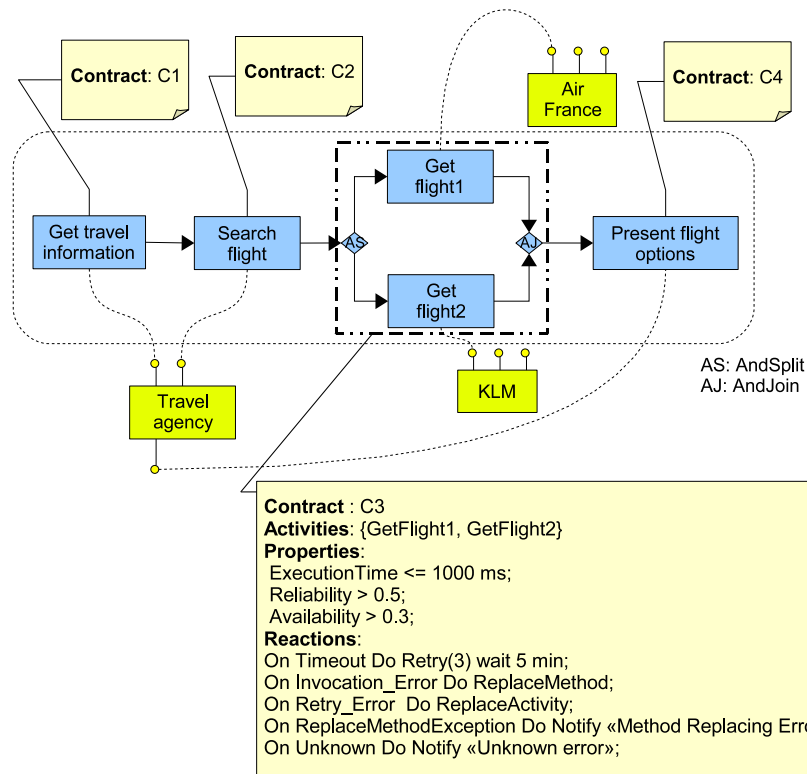 Contract: C1
Contract: C2
Air
France
Contract: C4
Get
flight1
Get travel
information
Search
flight
AS
AJ
Present flight
options
Get
flight2
AS: AndSplit
AJ: AndJoin
Travel
agency
KLM
Contract : C3
Activities: {GetFlight1, GetFlight2}
Properties:
ExecutionTime <= 1000 ms;
Reliability > 0.5;
Availability > 0.3;
Reactions:
On Timeout Do Retry(3) wait 5 min;
On Invocation_Error Do ReplaceMethod;
On Retry_Error Do ReplaceActivity;
On ReplaceMethodException Do Notify «Method Replacing Erro
On Unknown Do Notify «Unknown error»;